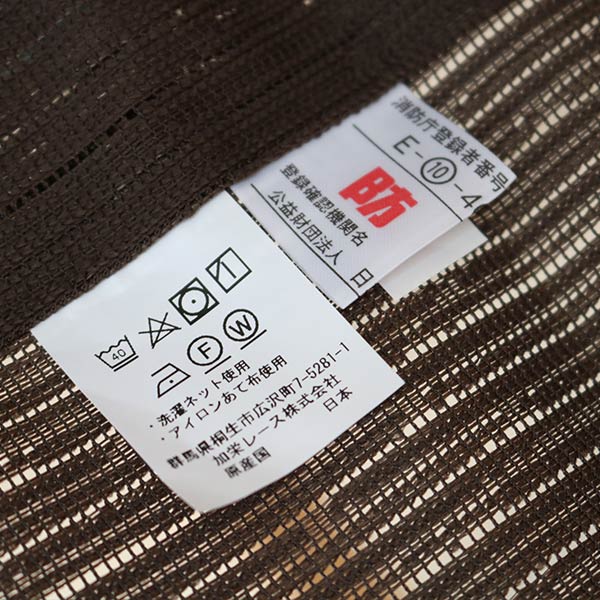 消防庁登録者番号
E-⑩-4
防
登録確認機関名
公益財団法人 日
40
F W
・洗濯ネット使用
・アイロンあて布使用
群馬県桐生市広沢町7-5281-1
加栄レース株式会社
原産国 日本